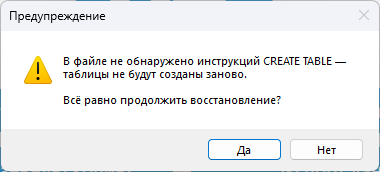 Предупреждение
В файле не обнаружено инструкций CREATE TABLE —
таблицы не будут созданы заново.
Всё равно продолжить восстановление?
Да
Нет